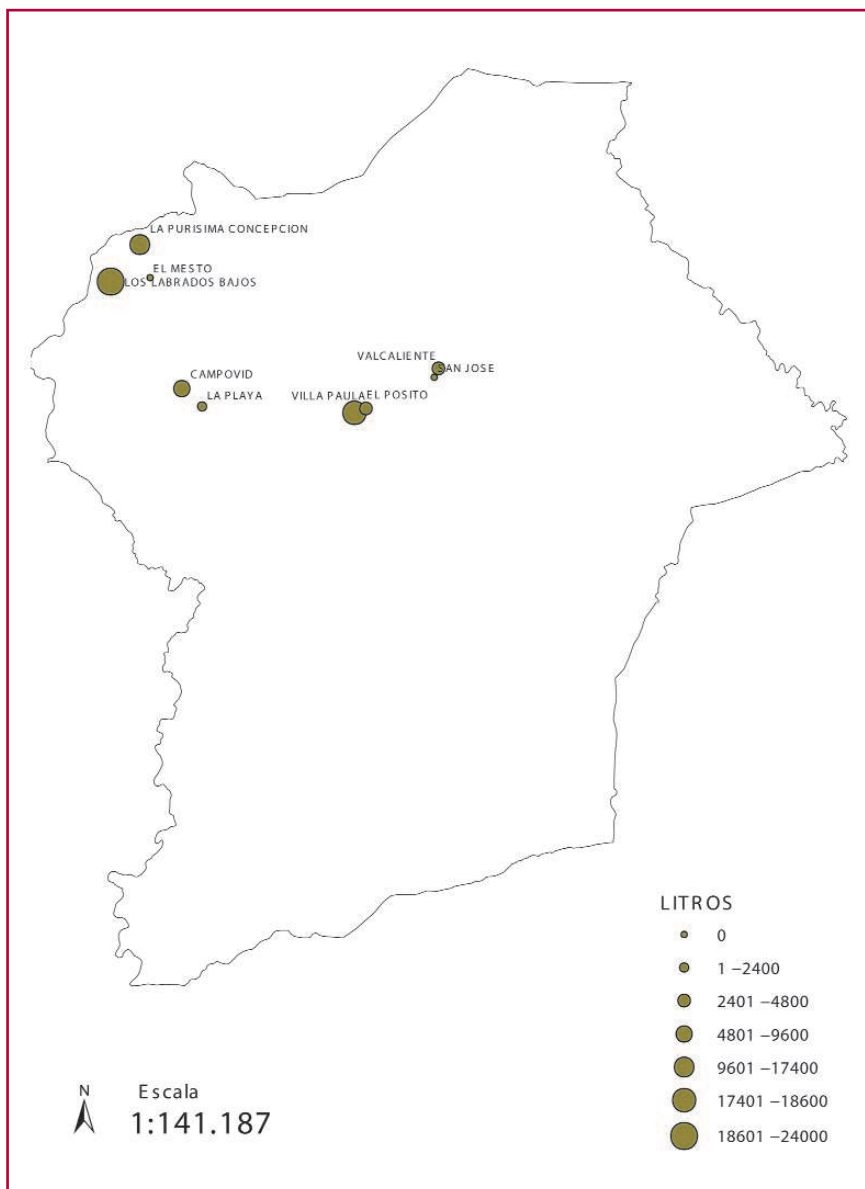 LA PURISIMA CONCEPCION
EL MESTO
LOS LABRADOS BAJOS
VALCALIENTE
SAN JOSE
CAMPOVID
LA PLAYA
VILLA PAULA
EL POSITO
LITROS
0
1 –2400
2401 –4800
4801 –9600
9601 –17400
17401 –18600
18601 –24000
N
Escala
1:141.187